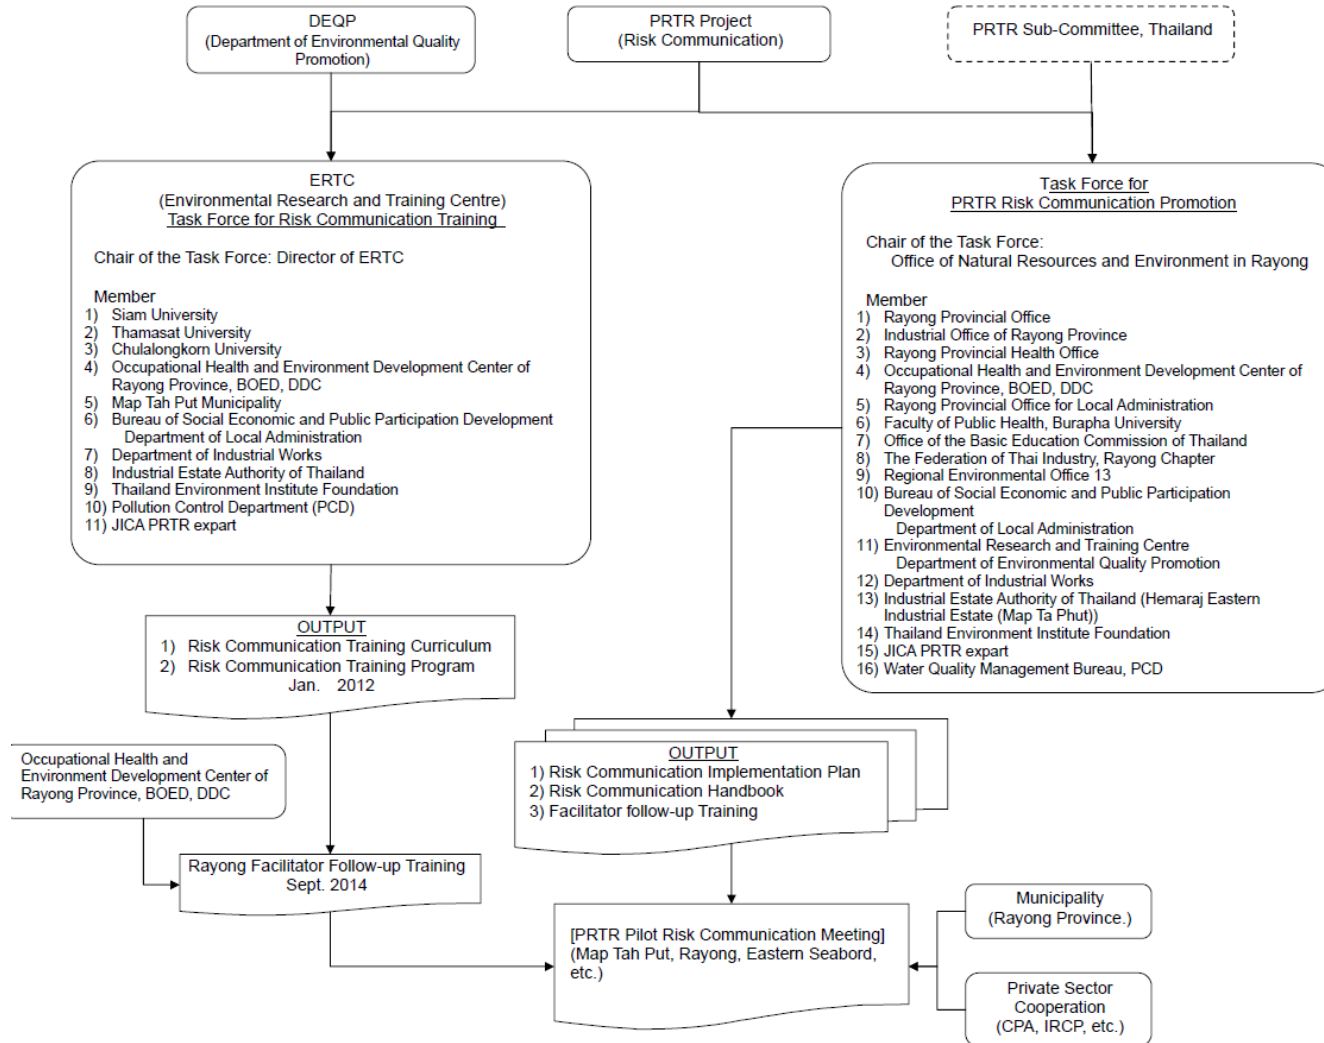 DEQP
(Department of Environmental Quality
Promotion)
PRTR Project
(Risk Communication)
PRTR Sub-Committee, Thailand
ERTC
(Environmental Research and Training Centre)
Task Force for Risk Communication Training
Chair of the Task Force: Director of ERTC
Member
1) Siam University
2) Thamasat University
3) Chulalongkorn University
4) Occupational Health and Environment Development Center of
Rayong Province, BOED, DDC
5) Map Tah Put Municipality
6) Bureau of Social Economic and Public Participation Development
Department of Local Administration
7) Department of Industrial Works
8) Industrial Estate Authority of Thailand
9) Thailand Environment Institute Foundation
10) Pollution Control Department (PCD)
11) JICA PRTR expart
Task Force for
PRTR Risk Communication Promotion
Chair of the Task Force:
Office of Natural Resources and Environment in Rayong
Member
1) Rayong Provincial Office
2) Industrial Office of Rayong Province
3) Rayong Provincial Health Office
4) Occupational Health and Environment Development Center of
Rayong Province, BOED, DDC
5) Rayong Provincial Office for Local Administration
6) Faculty of Public Health, Burapha University
7) Office of the Basic Education Commission of Thailand
8) The Federation of Thai Industry, Rayong Chapter
9) Regional Environmental Office 13
10) Bureau of Social Economic and Public Participation
Development
Department of Local Administration
11) Environmental Research and Training Centre
Department of Environmental Quality Promotion
12) Department of Industrial Works
13) Industrial Estate Authority of Thailand (Hemaraj Eastern
Industrial Estate (Map Ta Phut))
14) Thailand Environment Institute Foundation
15) JICA PRTR expart
16) Water Quality Management Bureau, PCD
OUTPUT
1) Risk Communication Training Curriculum
2) Risk Communication Training Program
Jan. 2012
Occupational Health and
Environment Development Center of
Rayong Province, BOED, DDC
OUTPUT
1) Risk Communication Implementation Plan
2) Risk Communication Handbook
3) Facilitator follow-up Training
Rayong Facilitator Follow-up Training
Sept. 2014
[PRTR Pilot Risk Communication Meeting]
(Map Tah Put, Rayong, Eastern Seabord,
etc.)
Municipality
(Rayong Province.)
Private Sector
Cooperation
(CPA, IRCP, etc.)